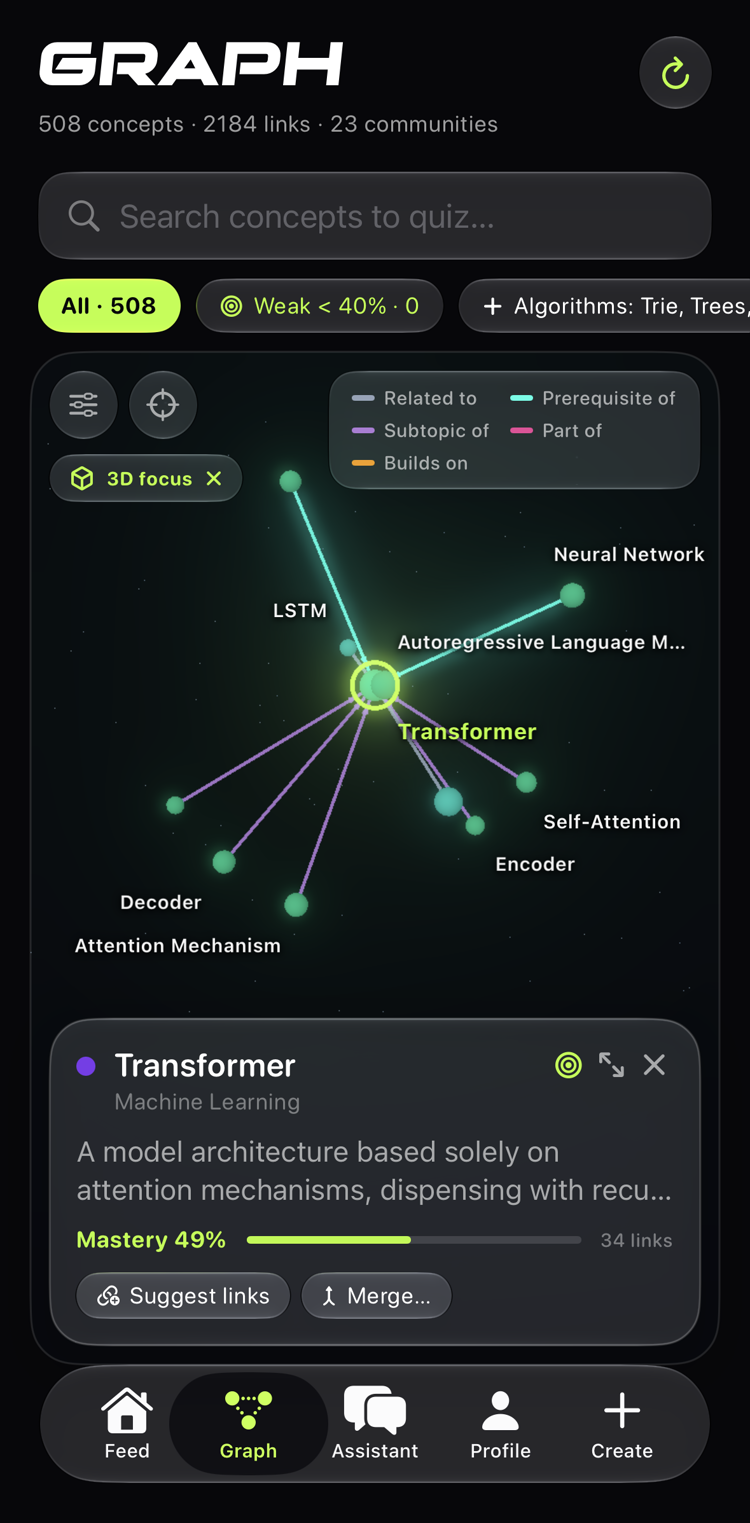 GRAPH
508 concepts · 2184 links · 23 communities
Search concepts to quiz...
All · 508
Weak < 40% · 0
Algorithms: Trie, Trees,
Related to
Prerequisite of
Subtopic of
Part of
Builds on
3D focus
Neural Network
LSTM
Autoregressive Language M...
Transformer
Self-Attention
Encoder
Decoder
Attention Mechanism
Transformer
Machine Learning
A model architecture based solely on
attention mechanisms, dispensing with recu...
Mastery 49%
34 links
Suggest links
Merge...
Feed
Graph
Assistant
Profile
Create